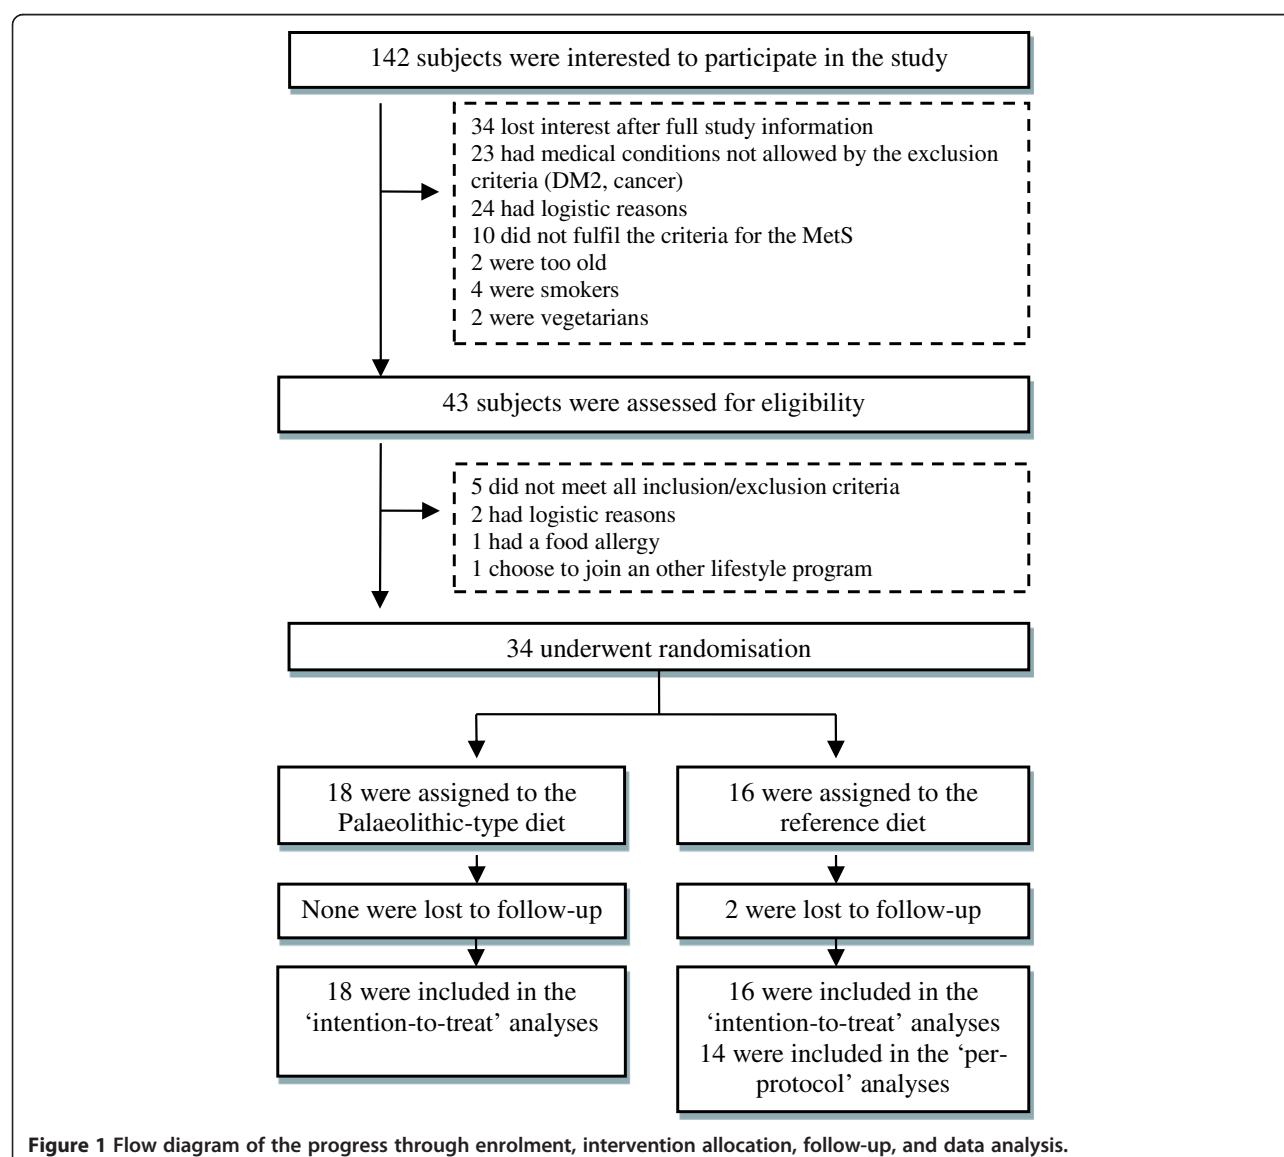 142 subjects were interested to participate in the study
34 lost interest after full study information
23 had medical conditions not allowed by the exclusion
criteria (DM2, cancer)
24 had logistic reasons
10 did not fulfil the criteria for the MetS
2 were too old
4 were smokers
2 were vegetarians
43 subjects were assessed for eligibility
5 did not meet all inclusion/exclusion criteria
2 had logistic reasons
1 had a food allergy
1 choose to join an other lifestyle program
34 underwent randomisation
18 were assigned to the
Palaeolithic-type diet
16 were assigned to the
reference diet
None were lost to follow-up
2 were lost to follow-up
18 were included in the
‘intention-to-treat’ analyses
16 were included in the
‘intention-to-treat’ analyses
14 were included in the ‘per-
protocol’ analyses
Figure 1 Flow diagram of the progress through enrolment, intervention allocation, follow-up, and data analysis.